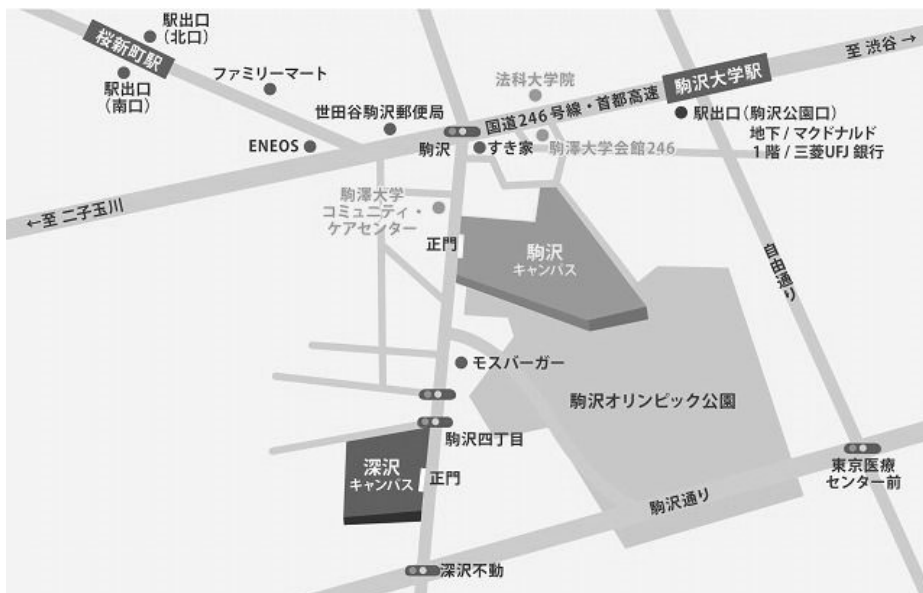 駅出口
(北口)
桜新町駅
駅出口
(南口)
ファミリーマート
世田谷駒沢郵便局
ENEOS
←至 二子玉川
駒沢
すき家
国道246号線・首都高速
法科大学院
駒澤大学会館246
駒沢大学駅
至 渋谷→
駅出口(駒沢公園口)
地下/マクドナルド
1階/三菱UFJ銀行
駒澤大学
コミュニティ・
ケアセンター
正門
駒沢
キャンパス
自由通り
モスバーガー
駒沢オリンピック公園
駒沢四丁目
深沢
キャンパス
正門
駒沢通り
東京医療
センター前
深沢不動